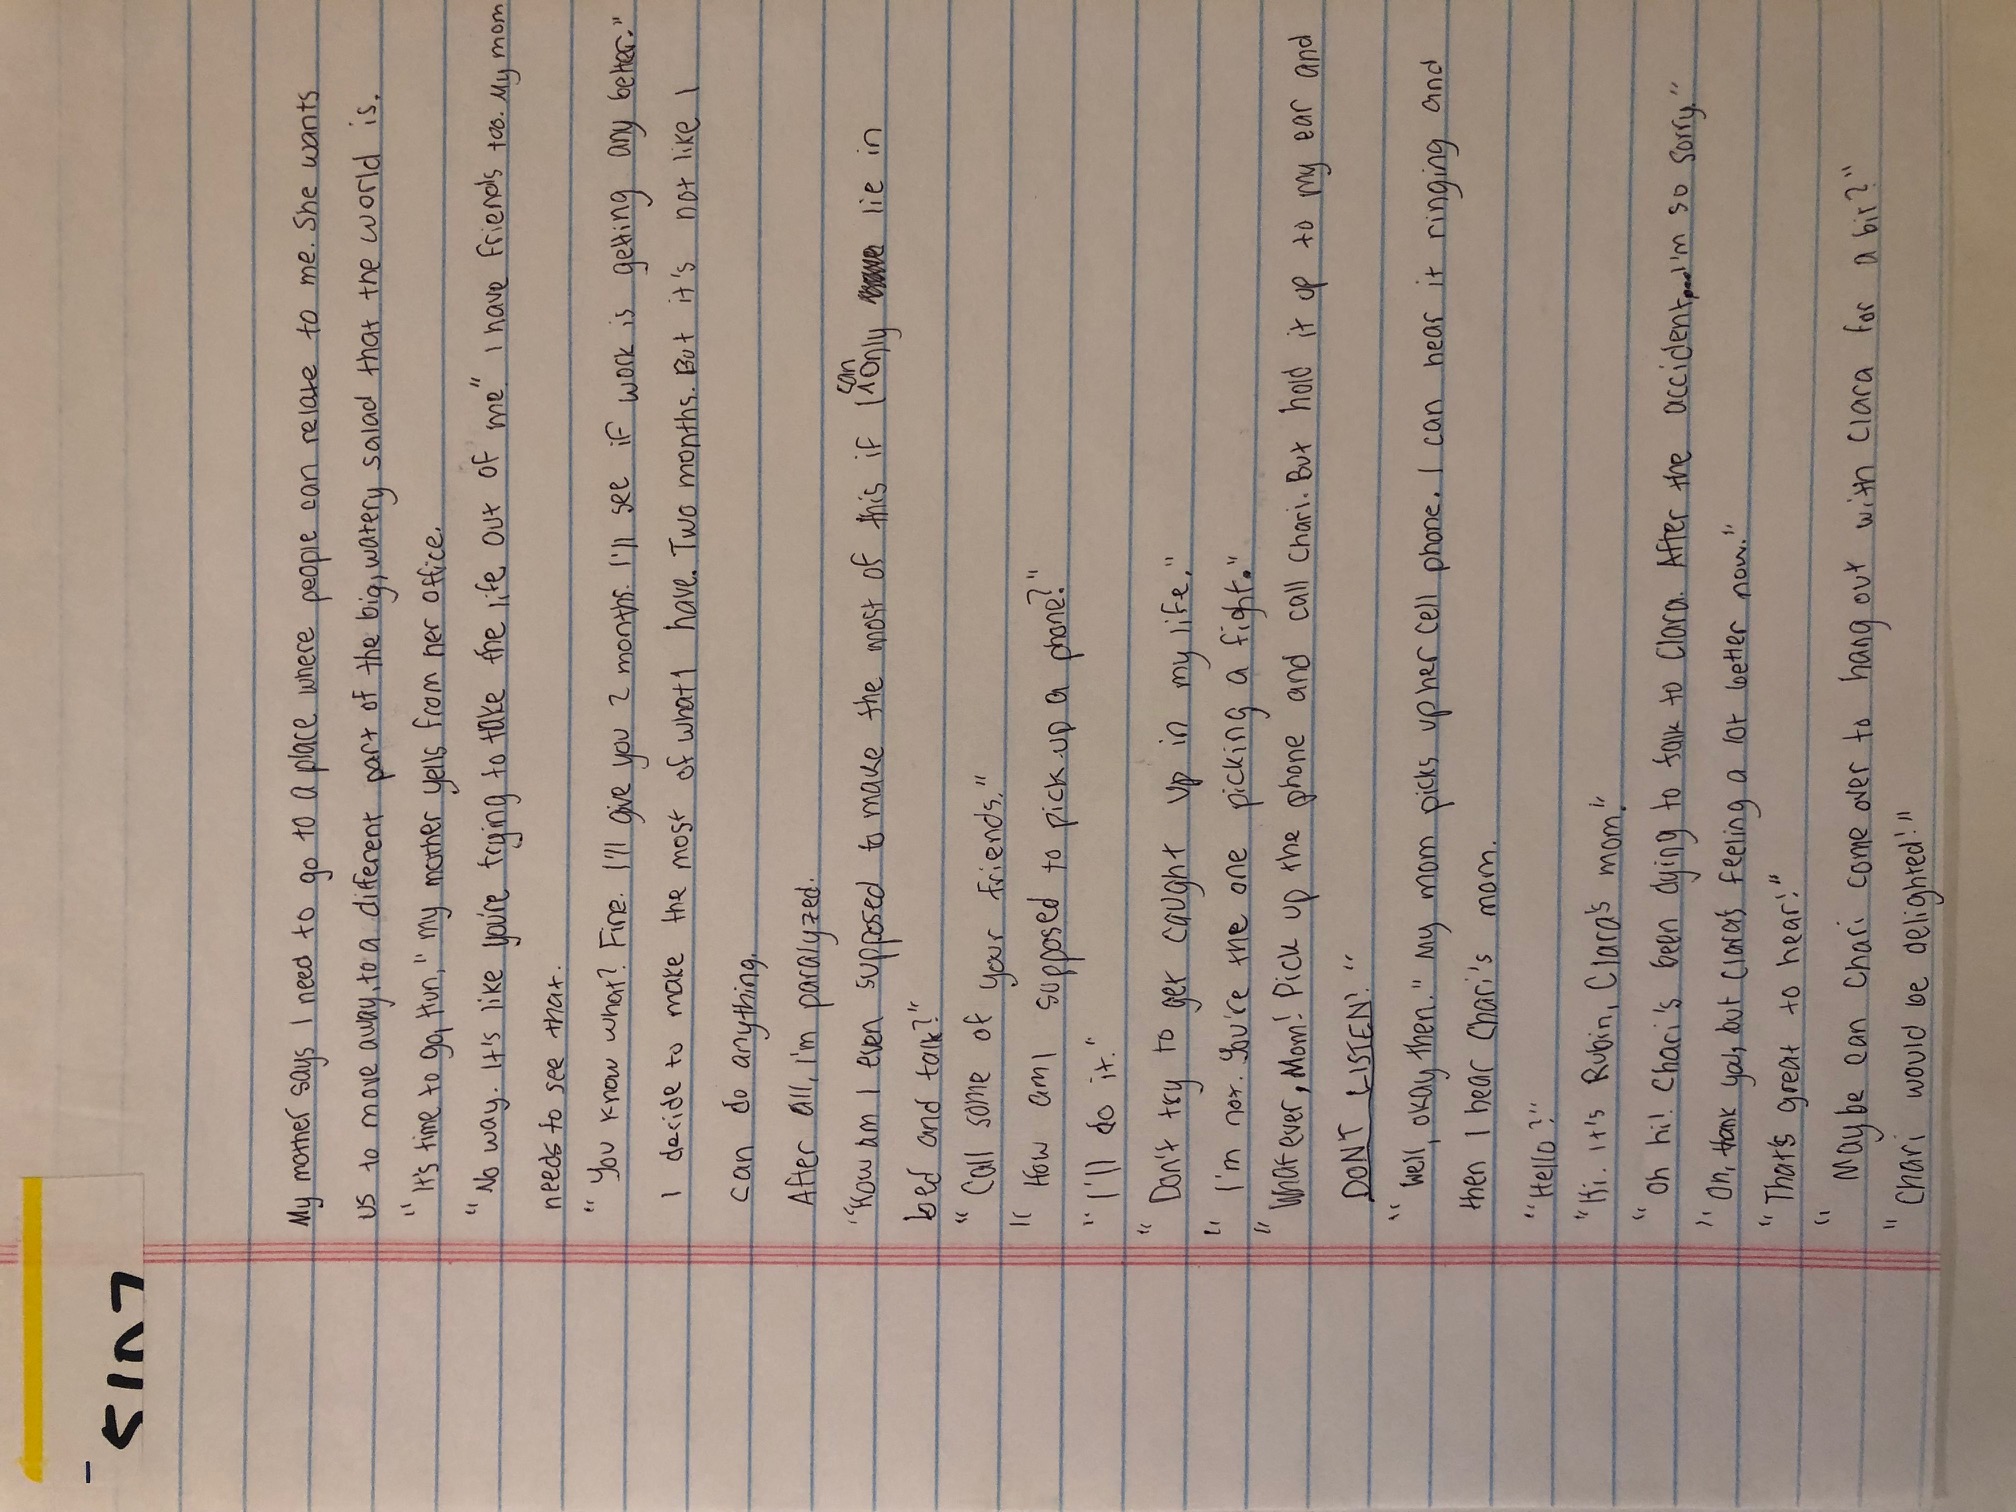 My mother says I need to go to a place where people can relate to me. She wants
us to move away, to a different part of the big, watery salad that the world is.
"It's time to go, Hun," my mother yells from her office.
"No way. It's like you're trying to take the life out of me" I have friends too. My mom
needs to see that.
"You know what? Fine. I'll give you 2 months. I'll see if work is getting any better."
I decide to make the most of what I have. Two months. But it's not like I
can do anything.
After all, I'm paralyzed.
"How am I even supposed to make the most of this if I can only lie in
bed and talk?"
"Call some of your friends."
"How am I supposed to pick up a phone?"
"I'll do it."
"Don't try to get caught up in my life."
"I'm not. You're the one picking a fight."
"Whatever, Mom! Pick up the phone and call Chari. But hold it up to my ear and
DON'T LISTEN!"
"Well, okay then." My mom picks up her cell phone. I can hear it ringing and
then I hear Chari's mom.
"Hello?"
"Hi. It's Rubin, Clara's mom."
"Oh hi! Chari's been dying to talk to Clara. After the accident....I'm so sorry."
"Oh, thank you, but Clara's feeling a lot better now."
"That's great to hear!"
"Maybe can Chari come over to hang out with Clara for a bit?"
"Chari would be delighted!"